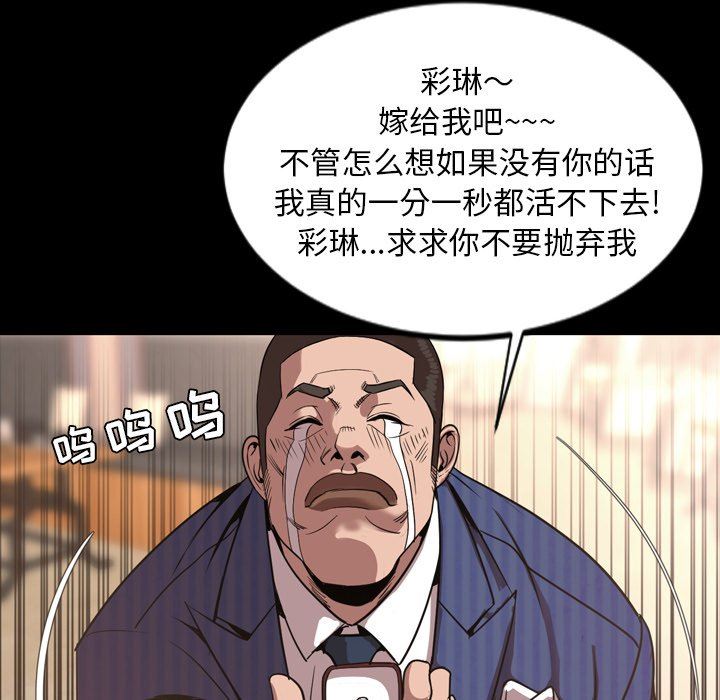 彩琳～
嫁给我吧~~~
不管怎么想如果没有你的话
我真的一分一秒都活不下去!
彩琳...求求你不要抛弃我
呜呜呜